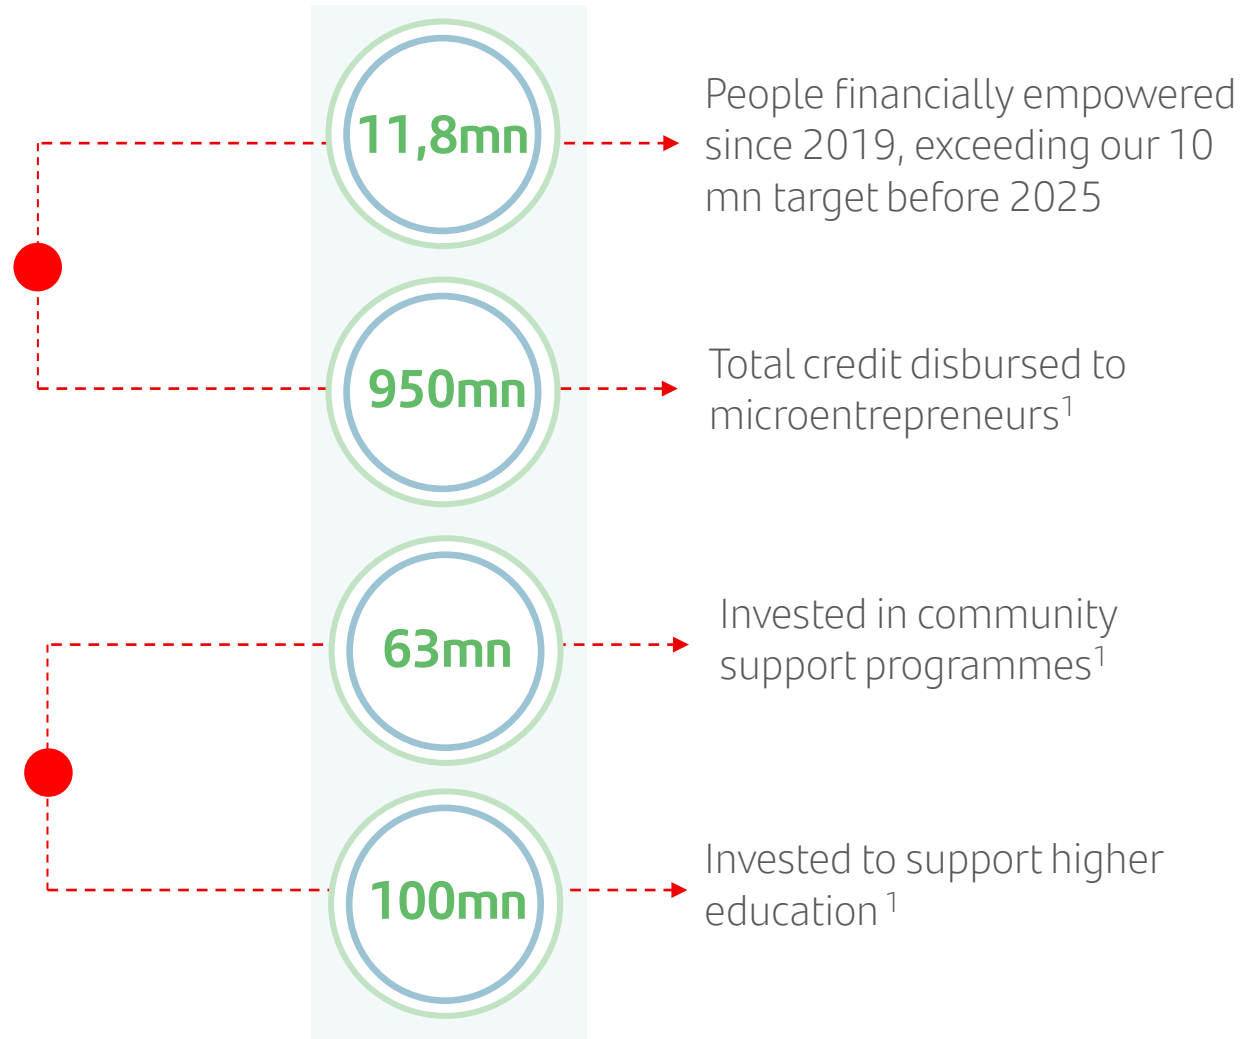 11,8mn
People financially empowered
since 2019, exceeding our 10
mn target before 2025
950mn
Total credit disbursed to
microentrepreneurs¹
63mn
Invested in community
support programmes¹
100mn
Invested to support higher
education ¹